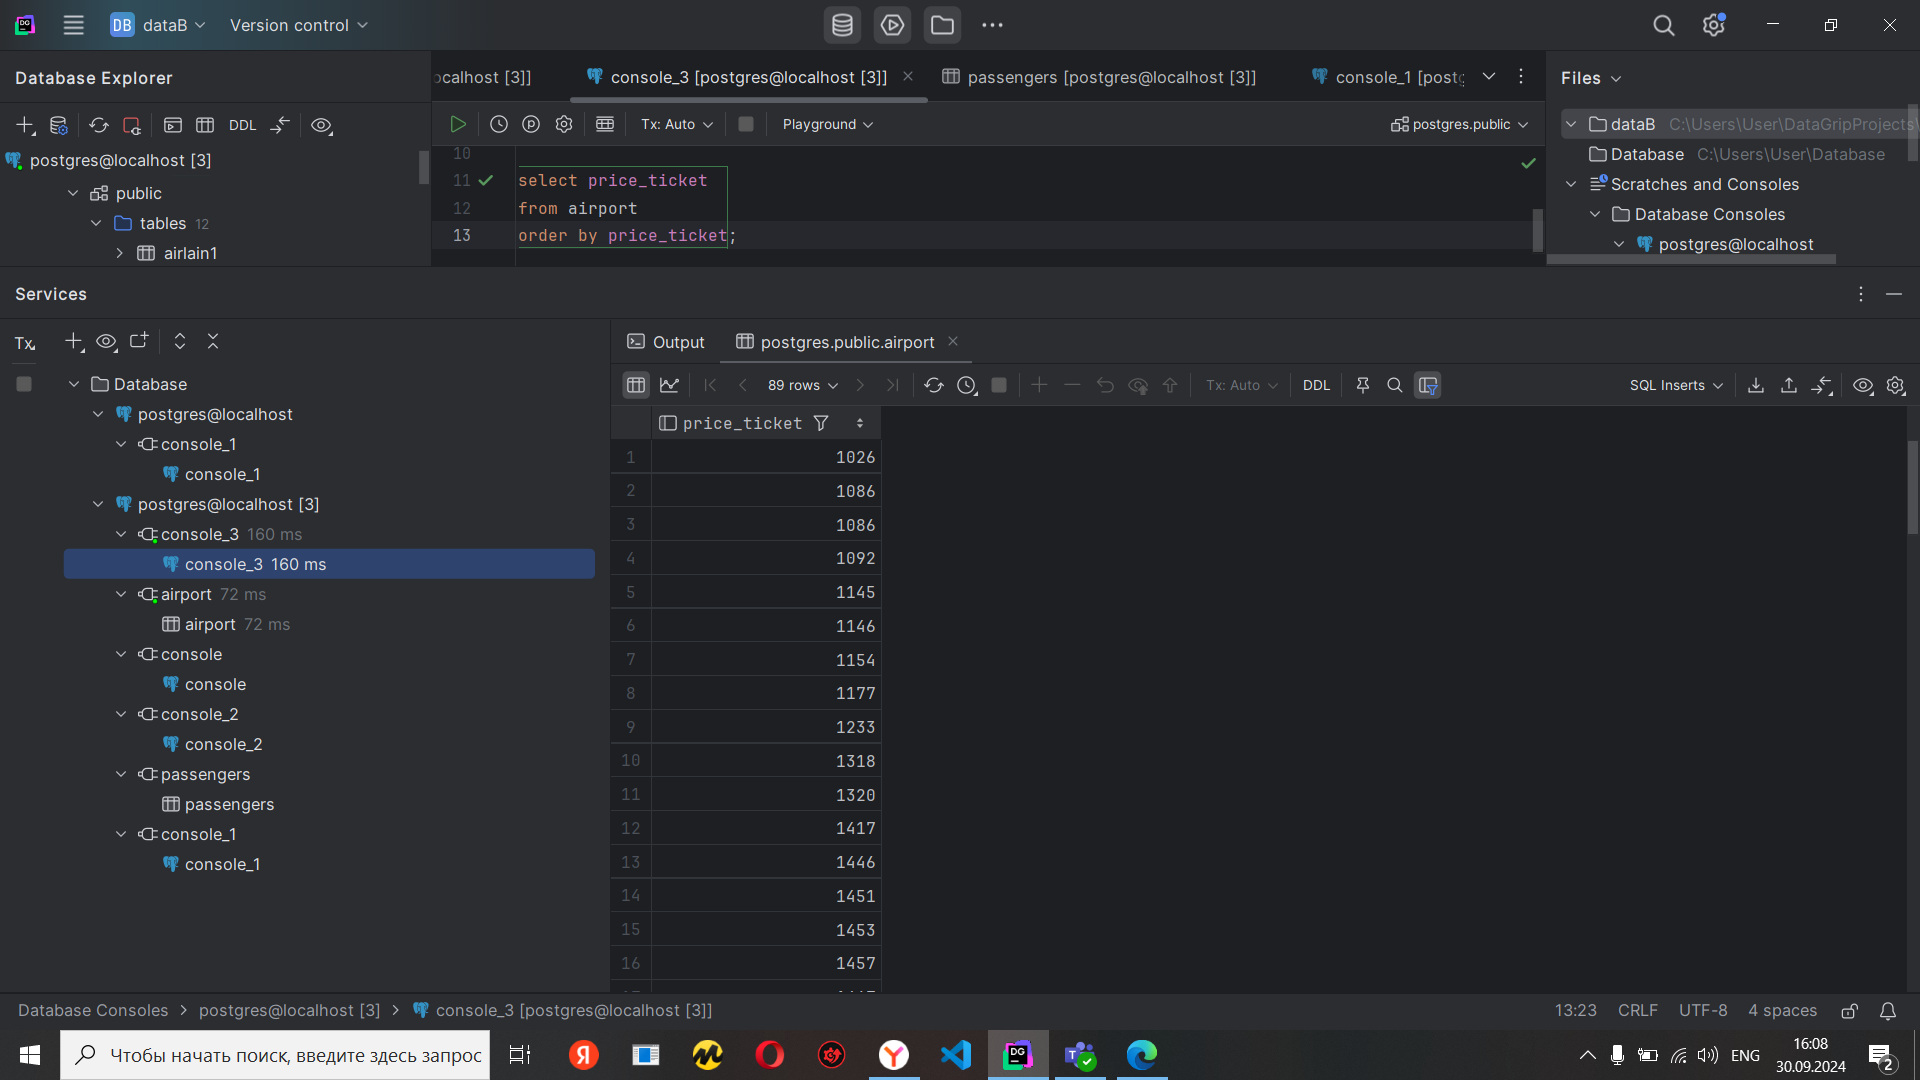 DB dataB
Version control
Database Explorer
DDL
postgres@localhost [3]
public
tables 12
airlain1
ocalhost [3]]
console_3 [postgres@localhost [3]]
passengers [postgres@localhost [3]]
console_1 [post
Tx: Auto
Playground
postgres.public
10
11 select price_ticket
12 from airport
13 order by price_ticket;
Files
dataB C:\Users\User\DataGripProjects\
Database C:\Users\User\Database
Scratches and Consoles
Database Consoles
postgres@localhost
Services
Tx
Database
postgres@localhost
console_1
console_1
postgres@localhost [3]
console_3 160 ms
console_3 160 ms
airport 72 ms
airport 72 ms
console
console
console_2
console_2
passengers
passengers
console_1
console_1
Output
postgres.public.airport
89 rows
Tx: Auto
DDL
SQL Inserts
price_ticket
1 1026
2 1086
3 1086
4 1092
5 1145
6 1146
7 1154
8 1177
9 1233
10 1318
11 1320
12 1417
13 1446
14 1451
15 1453
16 1457
Database Consoles > postgres@localhost [3] > console_3 [postgres@localhost [3]]
13:23 CRLF UTF-8 4 spaces
Чтобы начать поиск, введите здесь запрос
ENG
16:08
30.09.2024
2